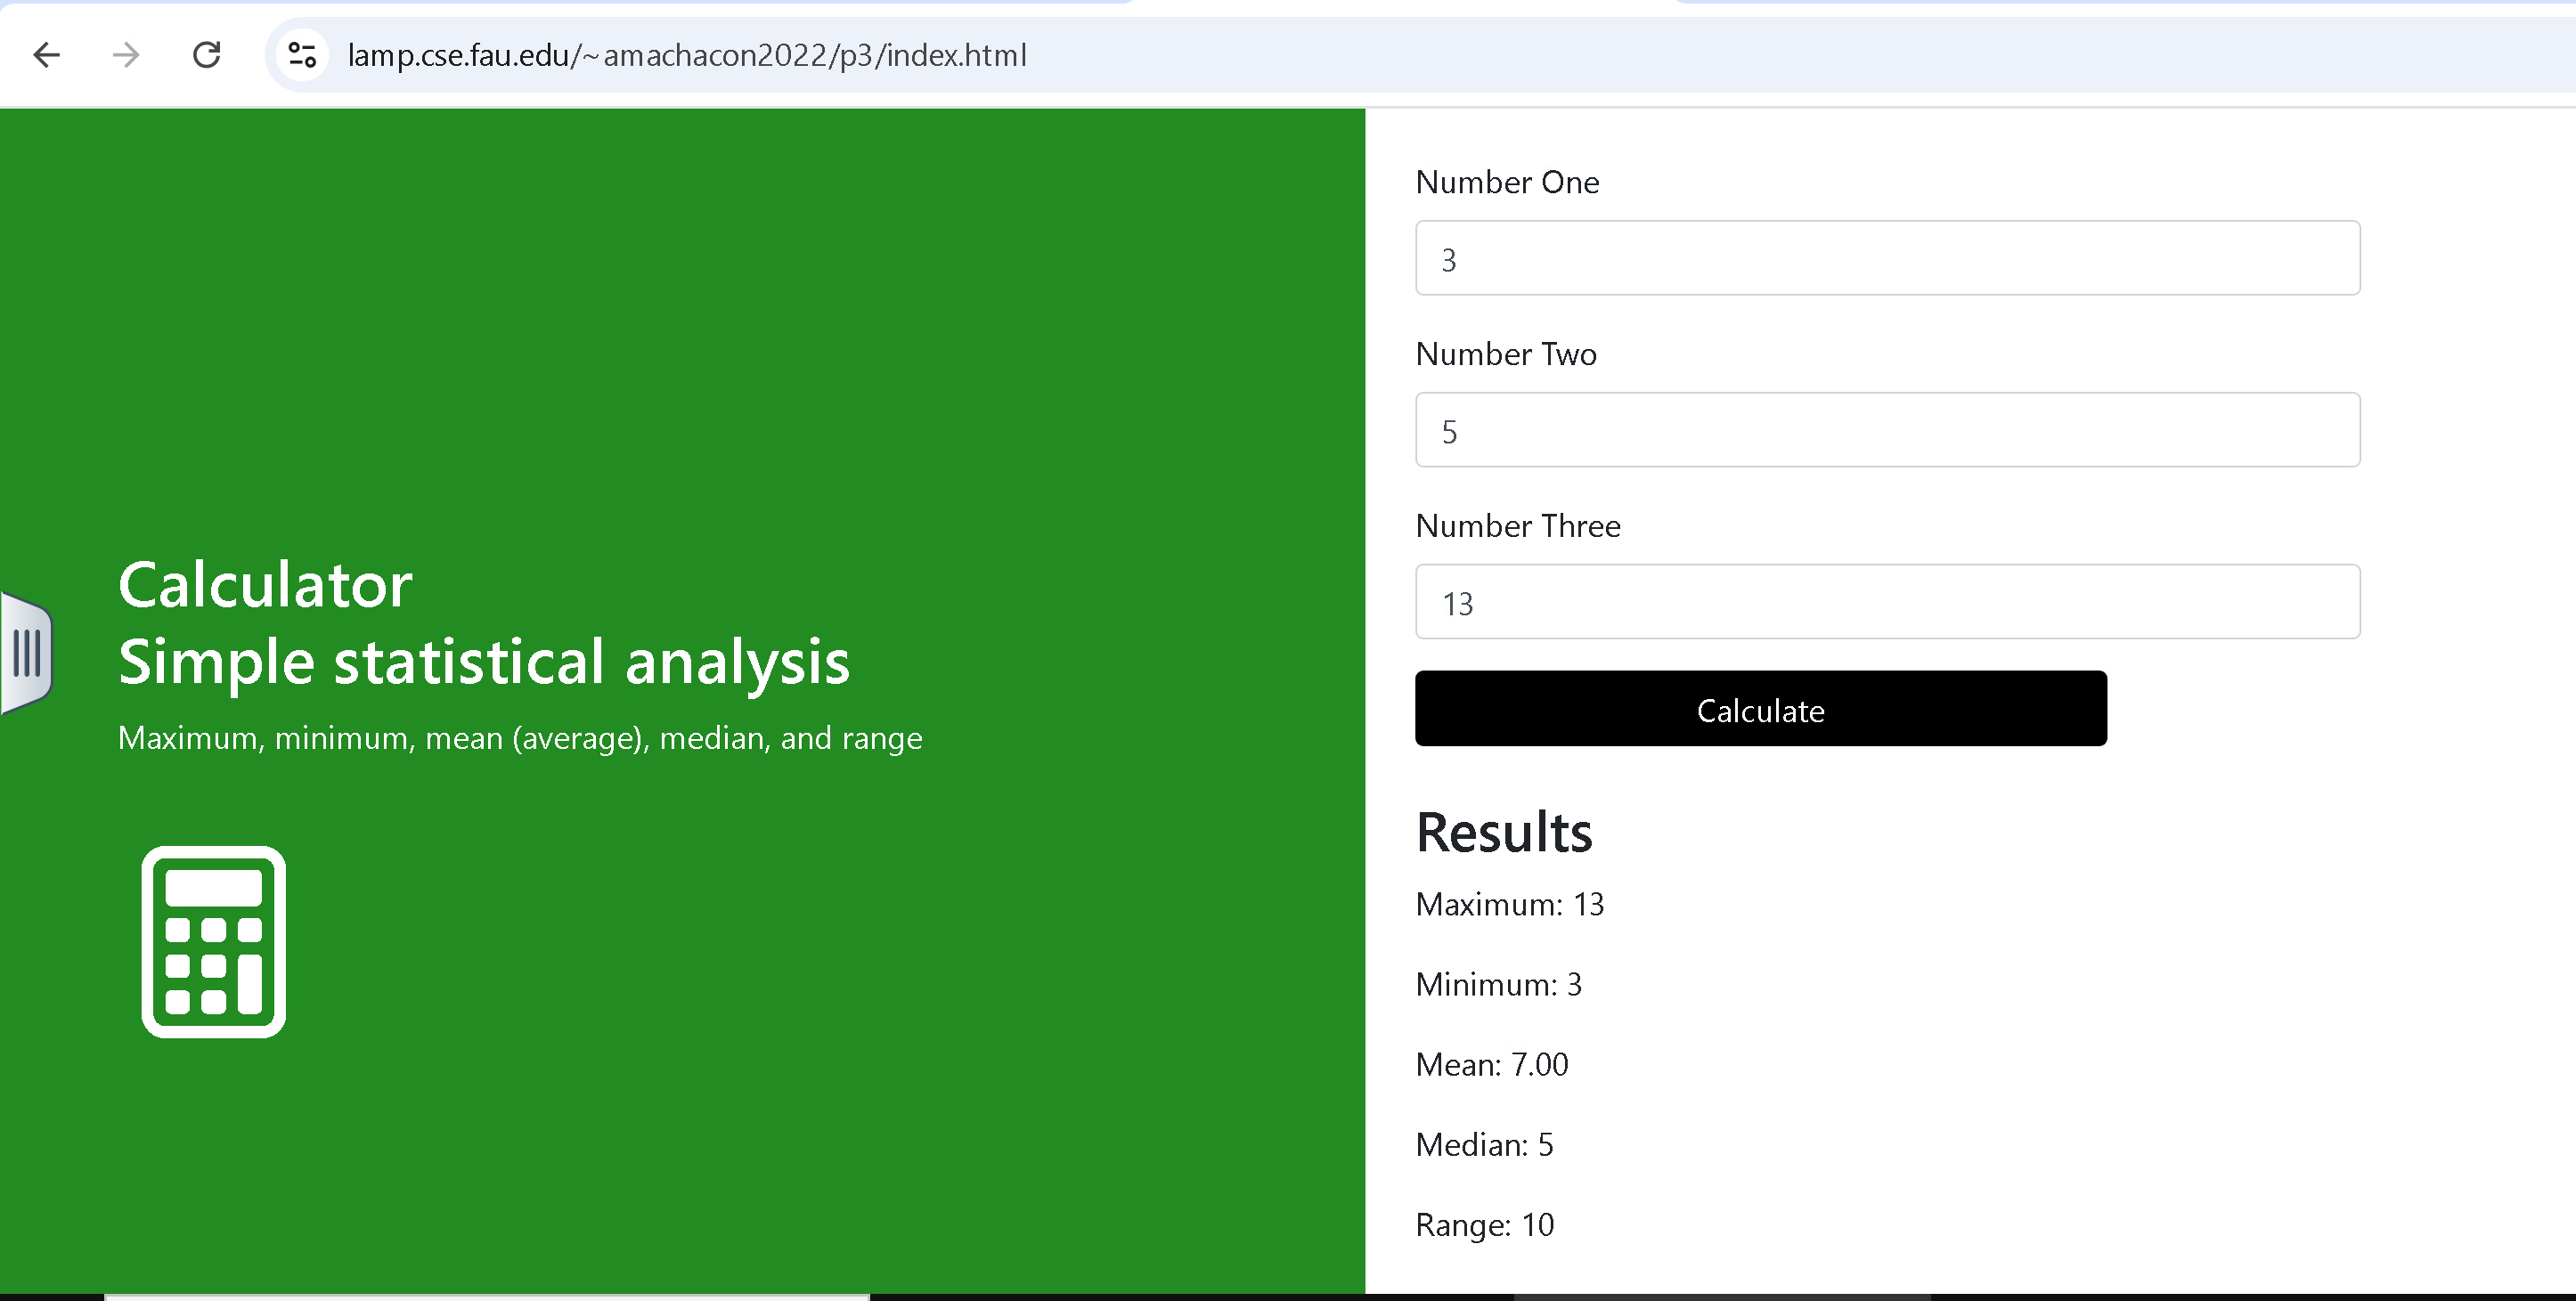 lamp.cse.fau.edu/~amachacon2022/p3/index.html
Calculator
Simple statistical analysis
Maximum, minimum, mean (average), median, and range
Number One
3
Number Two
5
Number Three
13
Calculate
Results
Maximum: 13
Minimum: 3
Mean: 7.00
Median: 5
Range: 10